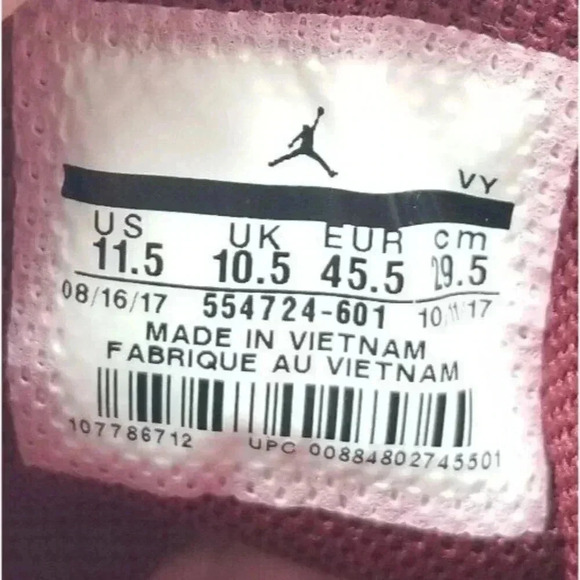 VY
US UK EUR cm
11.5 10.5 45.5 29.5
08/16/17 554724-601 10/11/17
MADE IN VIETNAM
FABRIQUE AU VIETNAM
107786712 UPC 00884802745501